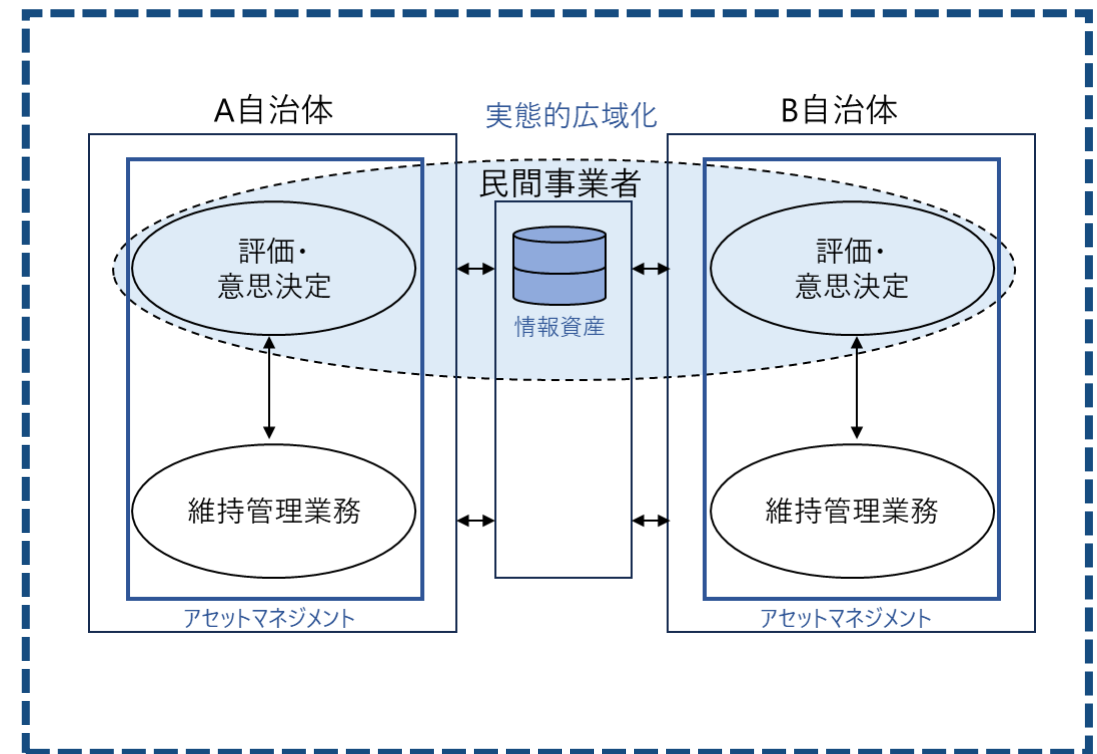 A自治体
実態的広域化
B自治体
民間事業者
評価・
意思決定
情報資産
評価・
意思決定
維持管理業務
維持管理業務
アセットマネジメント
アセットマネジメント